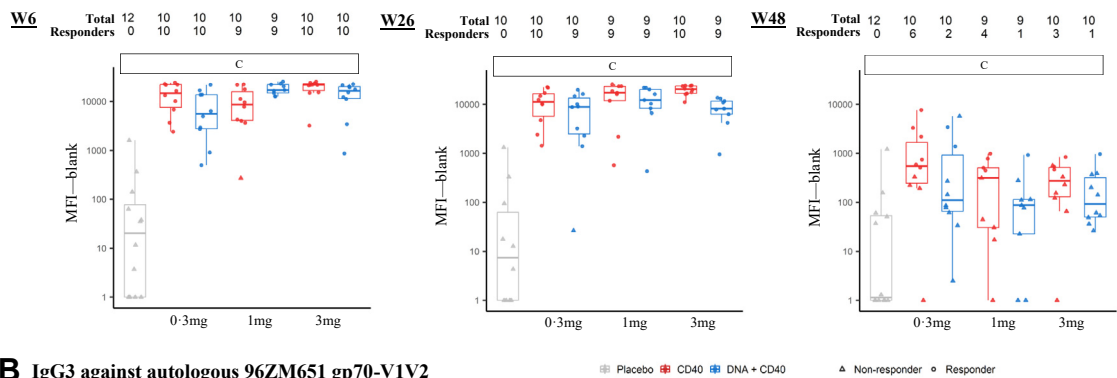 W6
Total 12 10 10 10 9 10 10
Responders 0 10 10 9 9 10 10
C
MFI—blank
10000
1000
100
10
1
0·3mg 1mg 3mg
W26
Total 10 10 10 9 9 10 9
Responders 0 10 9 9 9 10 9
C
MFI—blank
10000
1000
100
10
1
0·3mg 1mg 3mg
W48
Total 12 10 10 9 9 10 10
Responders 0 6 2 4 1 3 1
C
MFI—blank
10000
1000
100
10
1
0·3mg 1mg 3mg
B IgG3 against autologous 96ZM651 gp70-V1V2
Placebo CD40 DNA + CD40 Non-responder Responder